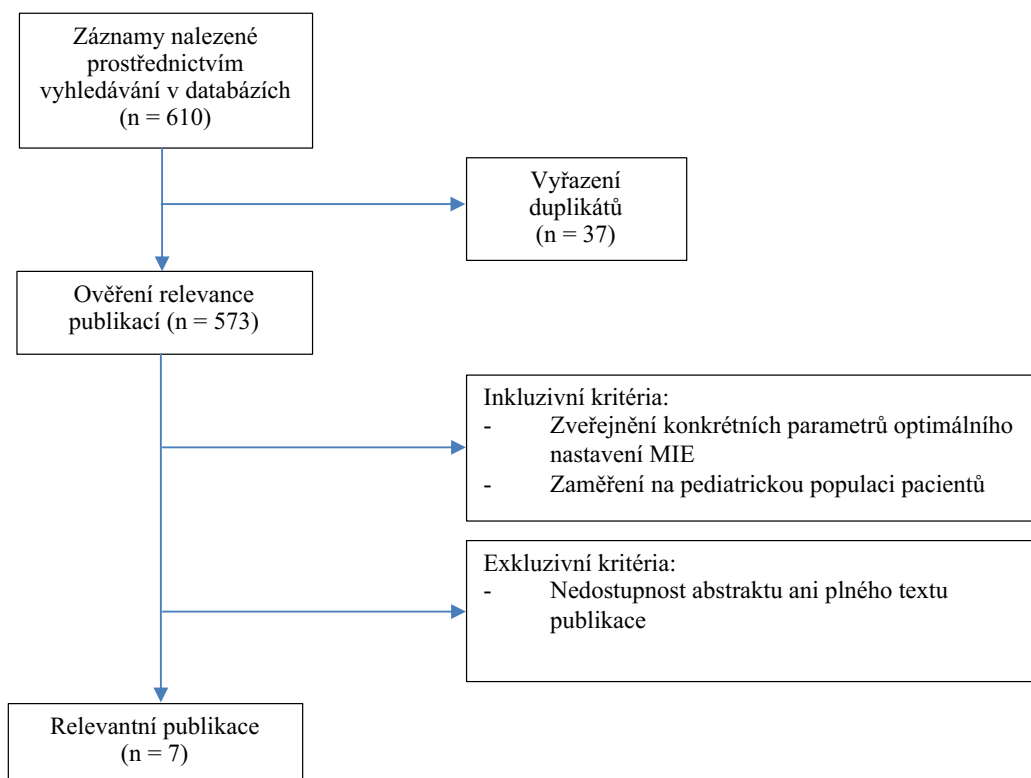 Záznamy nalezené
prostřednictvím
vyhledávání v databázích
(n = 610)
Vyřazení
duplikátů
(n = 37)
Ověření relevance
publikací (n = 573)
Inkluzivní kritéria:
- Zveřejnění konkrétních parametrů optimálního
nastavení MIE
- Zaměření na pediatrickou populaci pacientů
Exkluzivní kritéria:
- Nedostupnost abstraktu ani plného textu
publikace
Relevantní publikace
(n = 7)